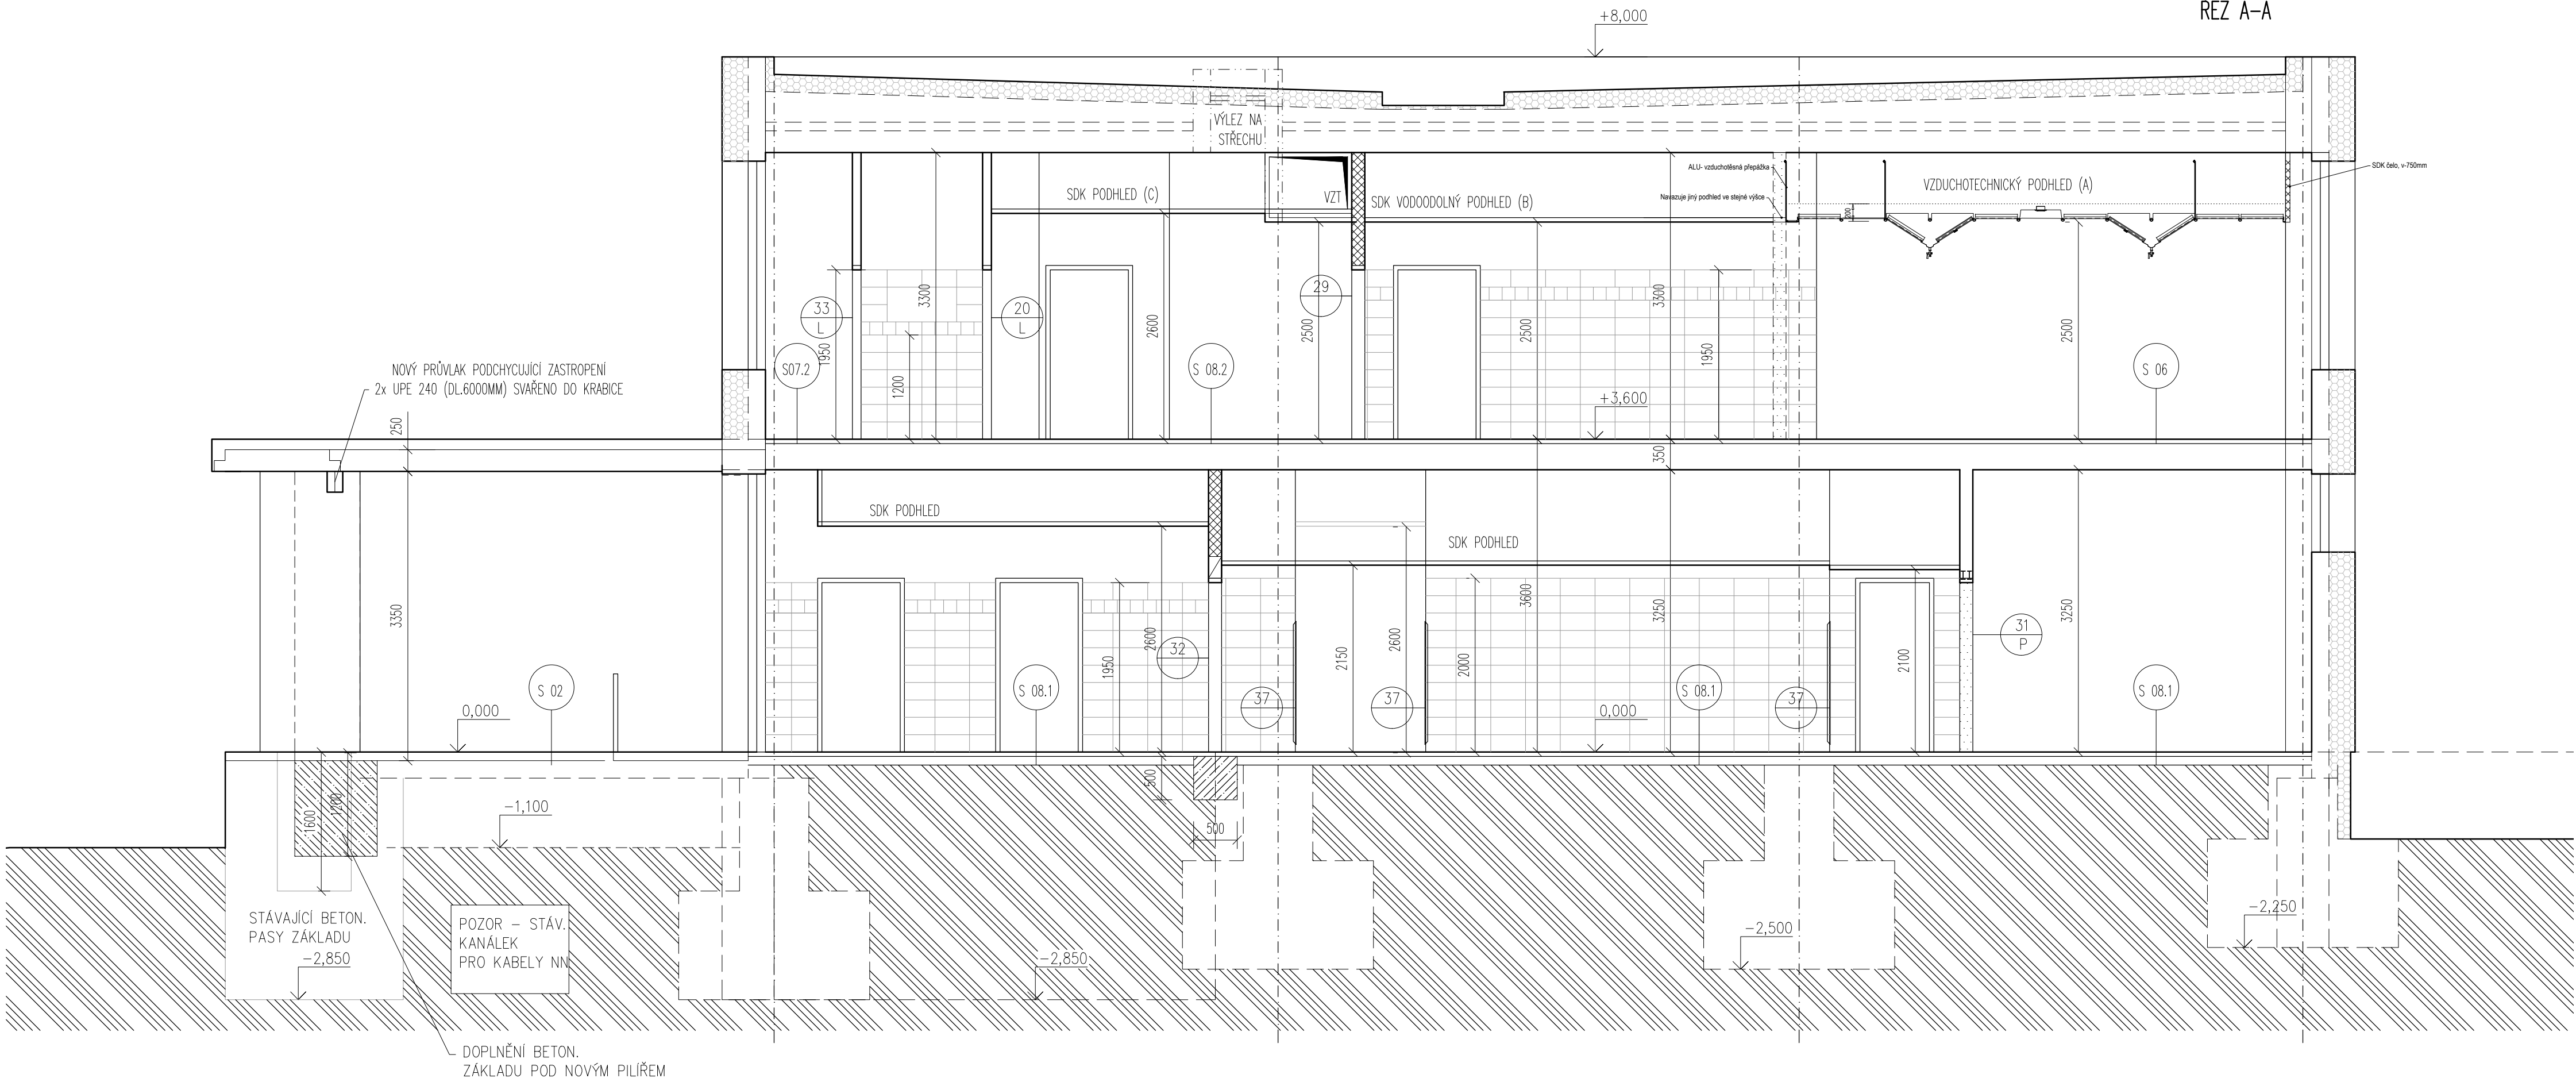 ŘEZ A–A
+8,000
VÝLEZ NA
STŘECHU
SDK PODHLED (C)
VZT
SDK VODOODOLNÝ PODHLED (B)
ALU- vzduchotěsná přepážka
Navazuje jiný podhled ve stejné výšce
VZDUCHOTECHNICKÝ PODHLED (A)
SDK čelo, v-750mm
200
33
L
3300
20
L
29
3300
1950
S07.2
1200
2600
S 08.2
2500
2500
1950
2500
S 06
+3,600
NOVÝ PRŮVLAK PODCHYCUJÍCÍ ZASTROPENÍ
2x UPE 240 (DL.6000MM) SVAŘENO DO KRABICE
250
350
SDK PODHLED
SDK PODHLED
3350
3600
3250
3250
2600
32
1950
2150
2600
2000
2100
31
P
S 02
S 08.1
37
37
S 08.1
37
S 08.1
0,000
0,000
500
500
1600
1200
–1,100
STÁVAJÍCÍ BETON.
PASY ZÁKLADU
–2,850
POZOR – STÁV.
KANÁLEK
PRO KABELY NN
–2,850
–2,500
–2,250
DOPLNĚNÍ BETON.
ZÁKLADU POD NOVÝM PILÍŘEM